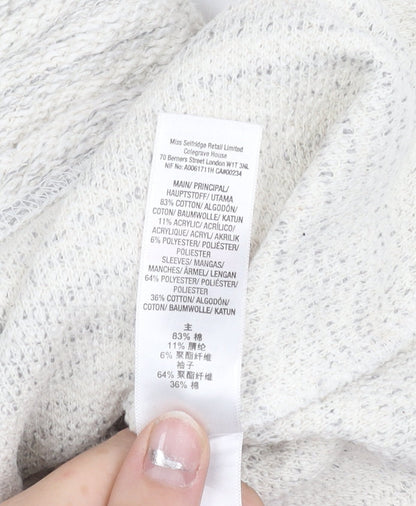 Miss Selfridge Retail Limited
Colegrave House
70 Berners Street London W1T 3NL
NIF No: A0061711H CA#00234
MAIN/ PRINCIPAL/
HAUPTSTOFF/ UTAMA
83% COTTON/ ALGODÓN/
COTON/ BAUMWOLLE/ KATUN
11% ACRYLIC/ ACRÍLICO/
ACRYLIQUE/ ACRYL/ AKRILIK
6% POLYESTER/ POLIÉSTER/
POLIESTER
SLEEVES/ MANGAS/
MANCHES/ ÄRMEL/ LENGAN
64% POLYESTER/ POLIÉSTER/
POLIESTER
36% COTTON/ ALGODÓN/
COTON/ BAUMWOLLE/ KATUN
主
83% 棉
11% 腈纶
6% 聚酯纤维
袖子
64% 聚酯纤维
36% 棉